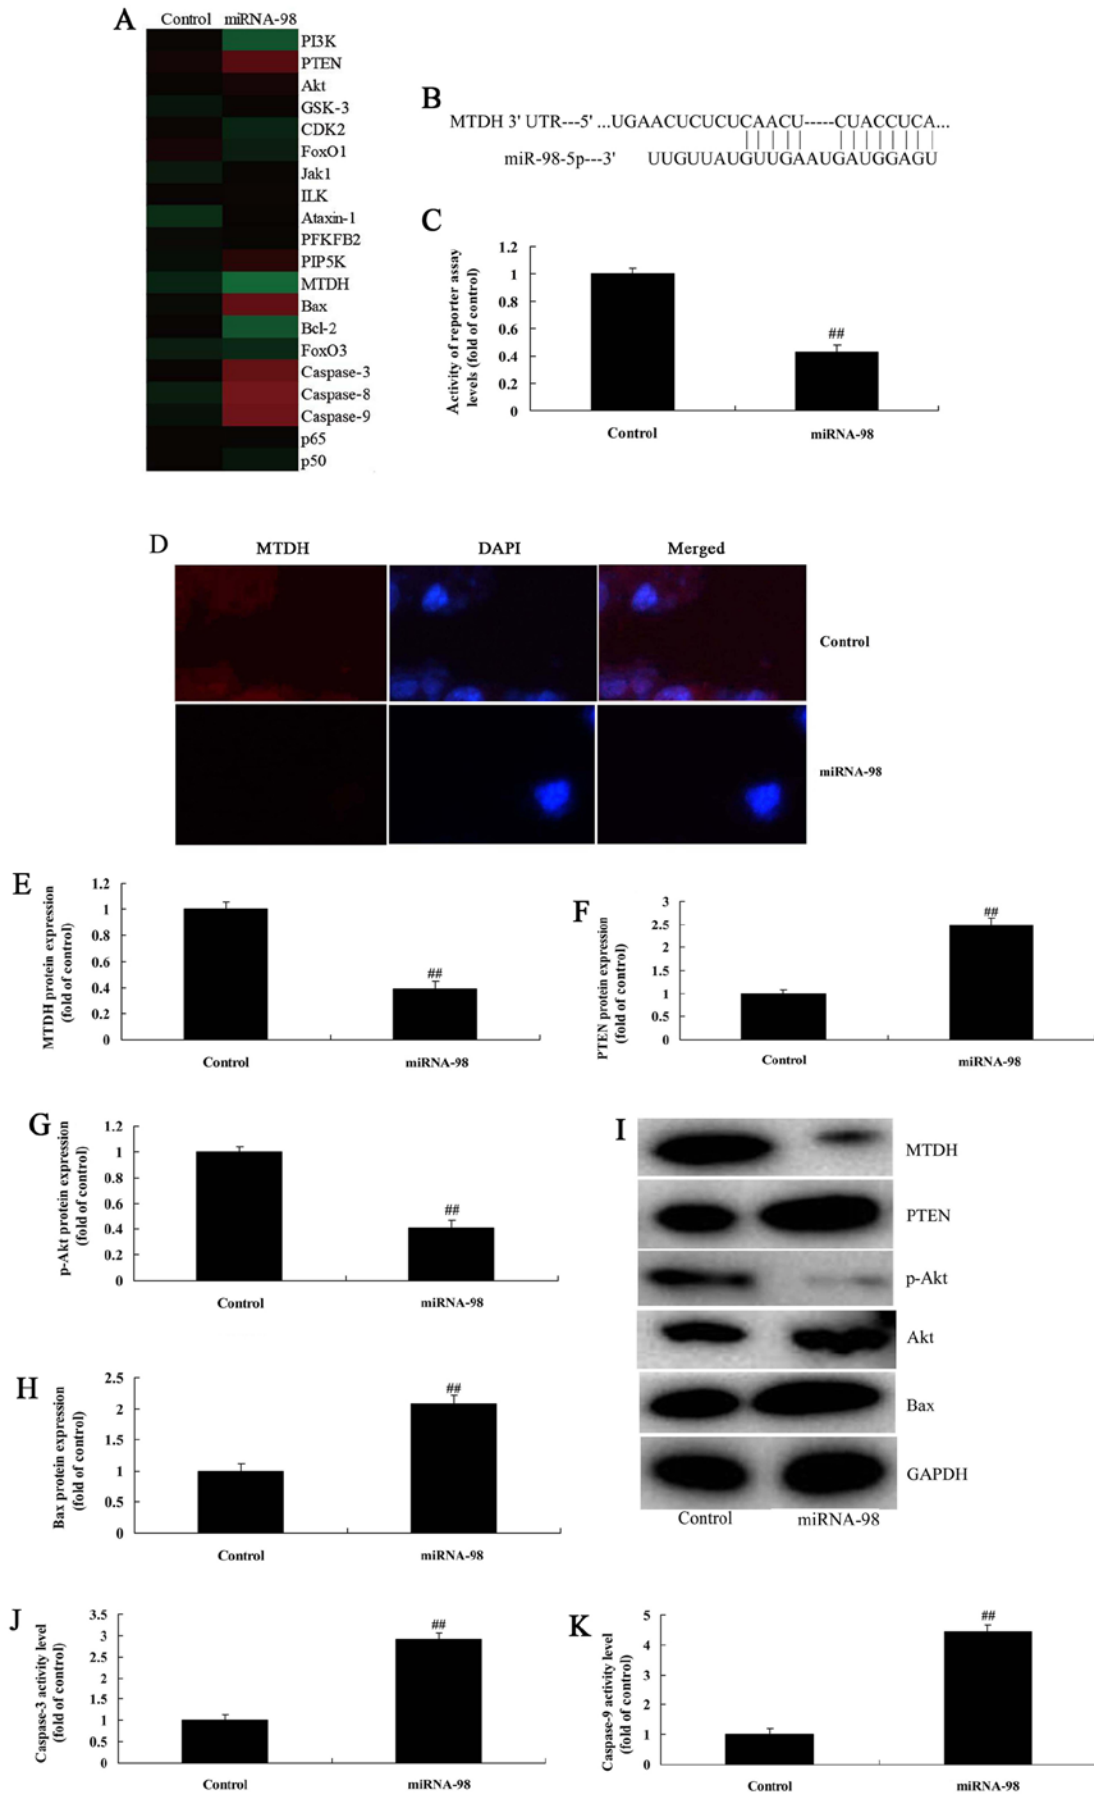 A
Control miRNA-98
PI3K
PTEN
Akt
GSK-3
CDK2
FoxO1
Jak1
ILK
Ataxin-1
PFKFB2
PIP5K
MTDH
Bax
Bcl-2
FoxO3
Caspase-3
Caspase-8
Caspase-9
p65
p50
B
MTDH 3' UTR---5' ...UGAACUCUCUCAACU-----CUACCUCA...
miR-98-5p---3' UUGUUAUGUUGAAUGAUGGAGU
C
Activity of reporter assay
levels (fold of control)
1.2
1
0.8
0.6
0.4
0.2
0
##
Control miRNA-98
D
MTDH DAPI Merged
Control
miRNA-98
E
MTDH protein expression
(fold of control)
1.2
1
0.8
0.6
0.4
0.2
0
##
Control miRNA-98
F
PTEN protein expression
(fold of control)
3
2.5
2
1.5
1
0.5
0
##
Control miRNA-98
G
p-Akt protein expression
(fold of control)
1.2
1
0.8
0.6
0.4
0.2
0
##
Control miRNA-98
H
Bax protein expression
(fold of control)
2.5
2
1.5
1
0.5
0
##
Control miRNA-98
I
MTDH
PTEN
p-Akt
Akt
Bax
GAPDH
Control miRNA-98
J
Caspase-3 activity level
(fold of control)
3.5
3
2.5
2
1.5
1
0.5
0
##
Control miRNA-98
K
Caspase-9 activity level
(fold of control)
5
4
3
2
1
0
##
Control miRNA-98